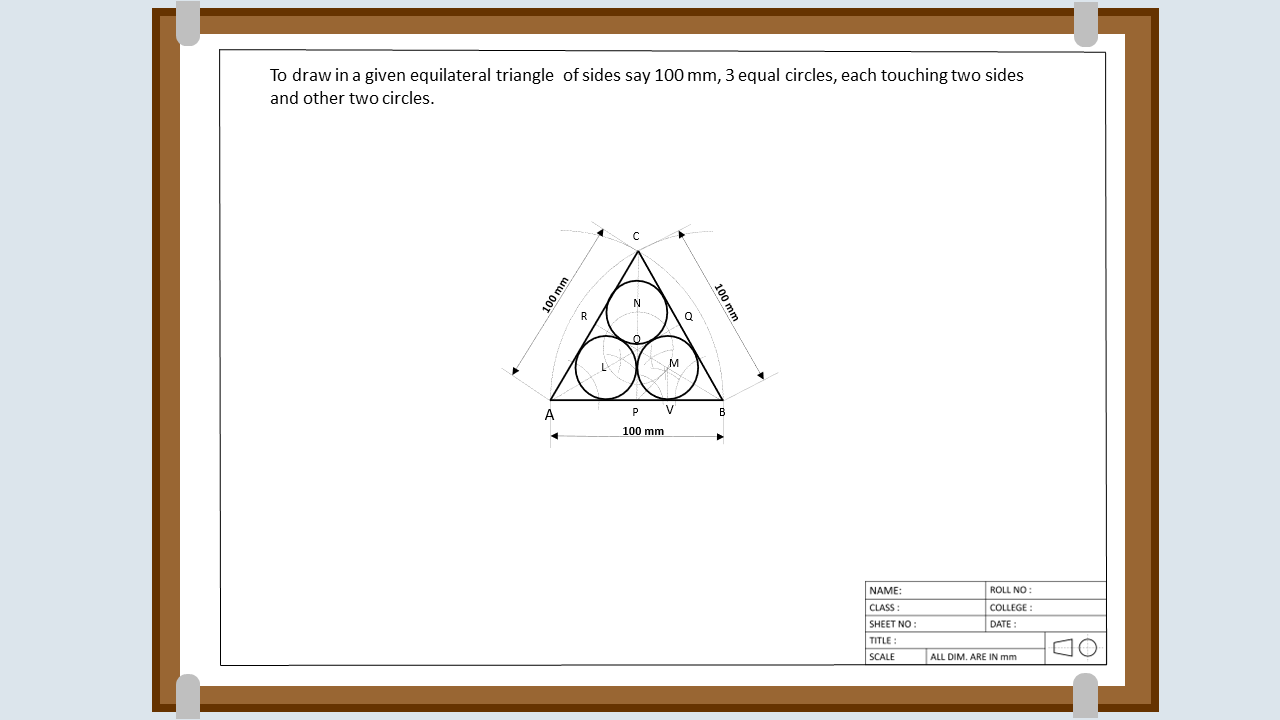 To draw in a given equilateral triangle  of sides say 100 mm, 3 equal circles, each touching two sides
and other two circles.
C
100 mm
100 mm
N
R
Q
O
L
M
A
P
V
B
100 mm
NAME:
ROLL NO :
CLASS :
COLLEGE :
SHEET NO :
DATE :
TITLE :
SCALE
ALL DIM. ARE IN mm